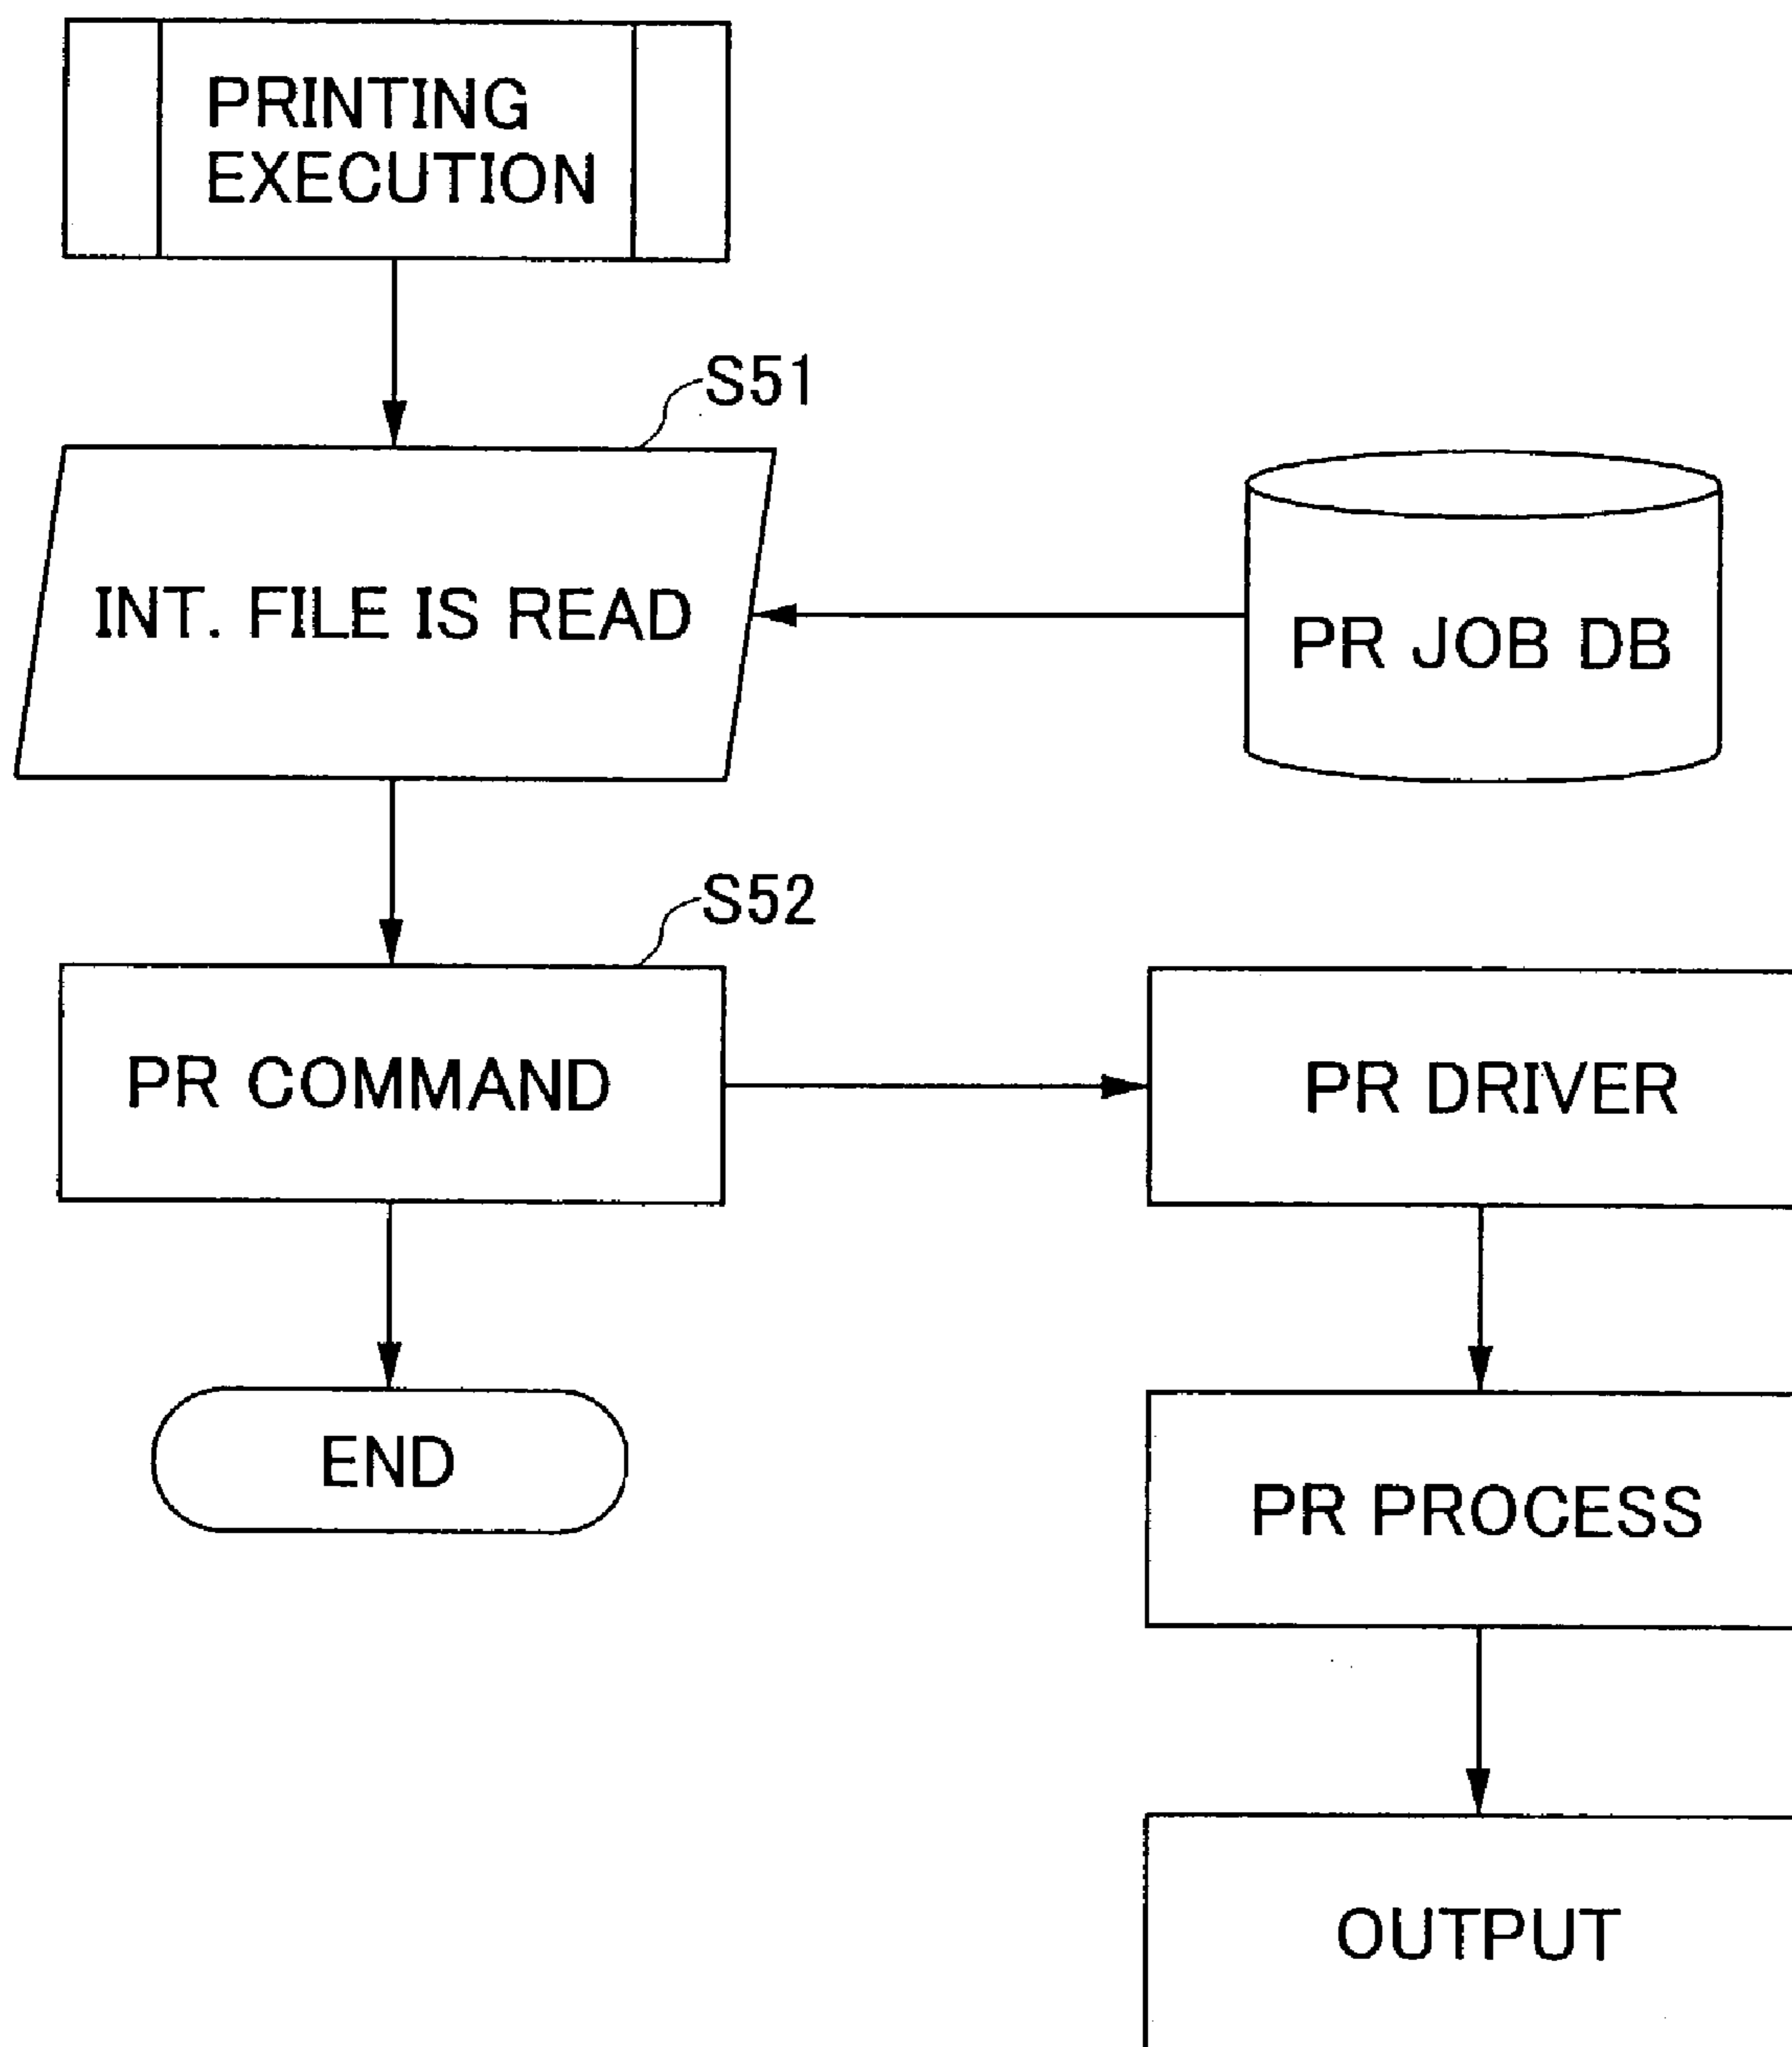 PRINTING
EXECUTION
S51
INT. FILE IS READ
PR JOB DB
S52
PR COMMAND
PR DRIVER
END
PR PROCESS
OUTPUT